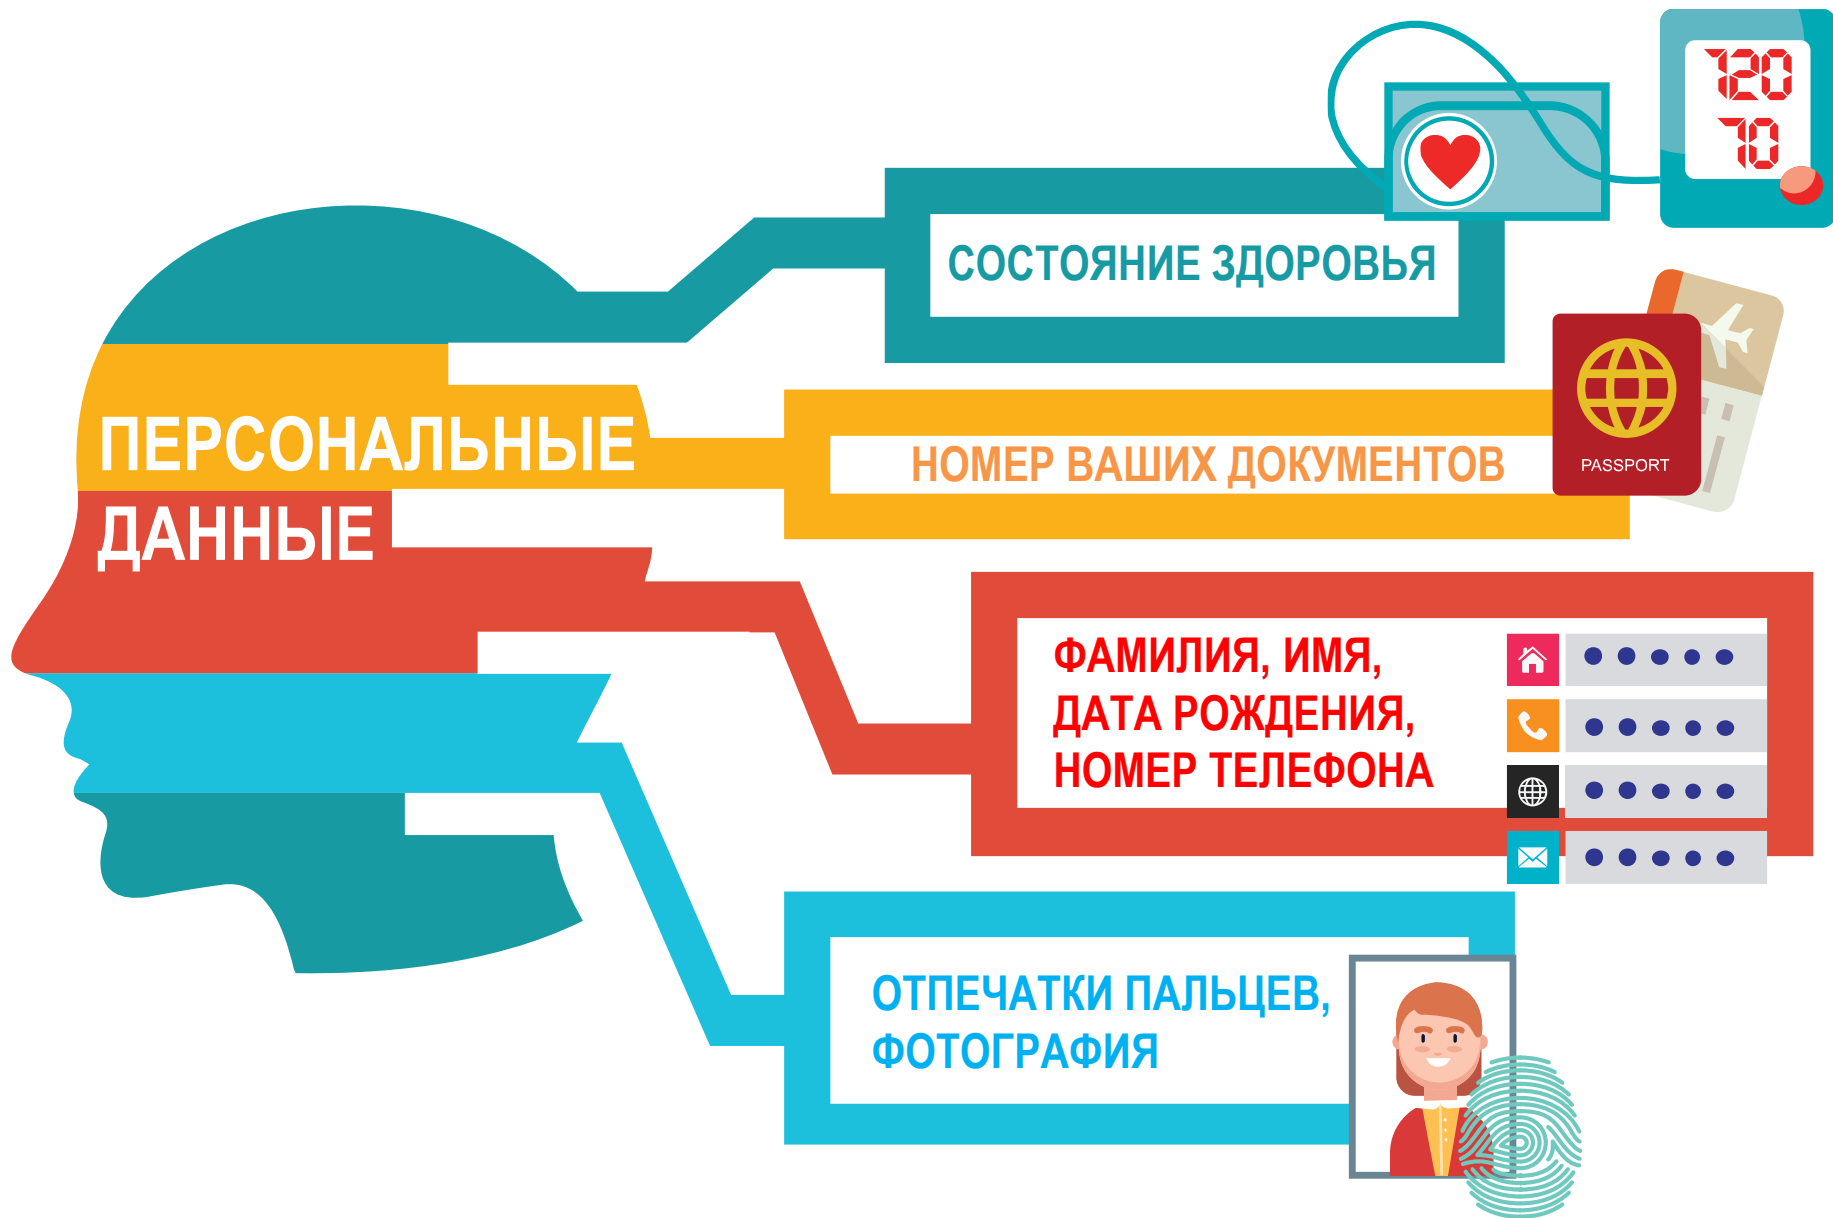 ПЕРСОНАЛЬНЫЕ
ДАННЫЕ
120
70
СОСТОЯНИЕ ЗДОРОВЬЯ
НОМЕР ВАШИХ ДОКУМЕНТОВ
PASSPORT
ФАМИЛИЯ, ИМЯ,
ДАТА РОЖДЕНИЯ,
НОМЕР ТЕЛЕФОНА
ОТПЕЧАТКИ ПАЛЬЦЕВ,
ФОТОГРАФИЯ